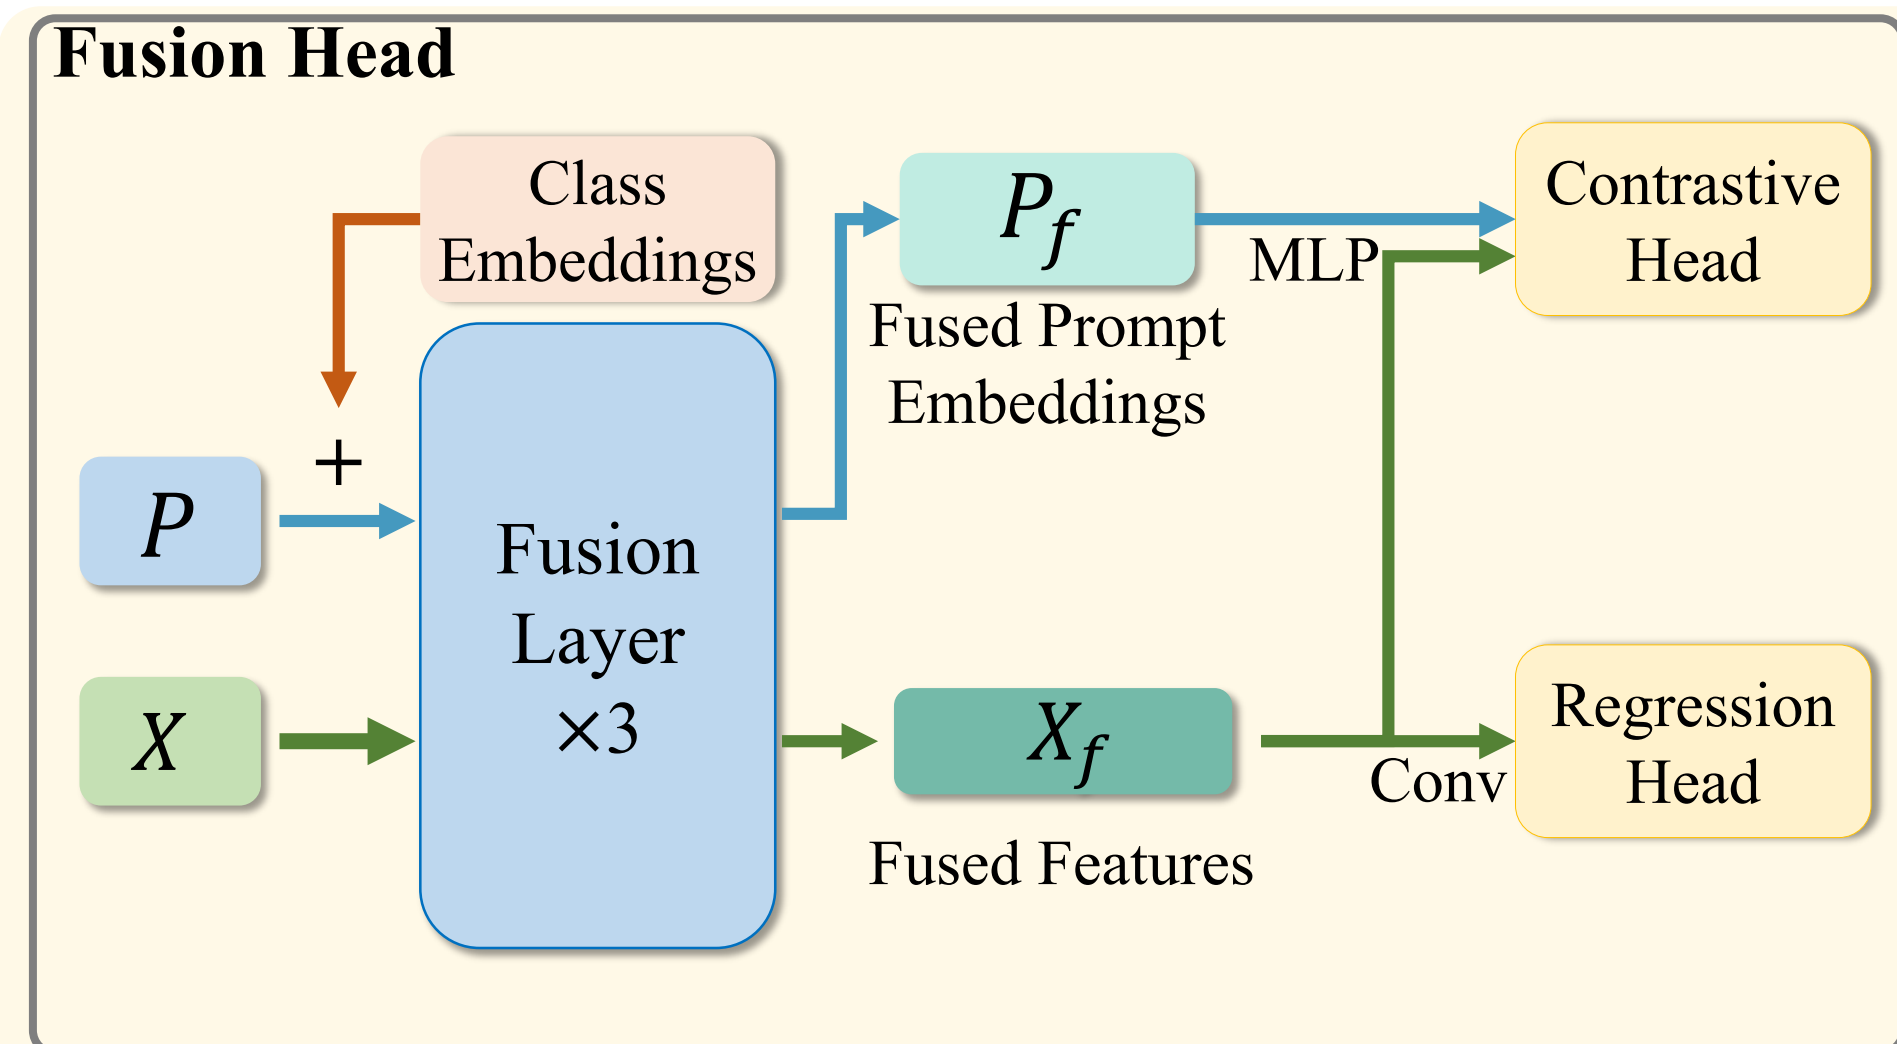 Fusion Head
Class
Embeddings
+
P
X
Fusion
Layer
×3
P_f
Fused Prompt
Embeddings
X_f
Fused Features
MLP
Conv
Contrastive
Head
Regression
Head